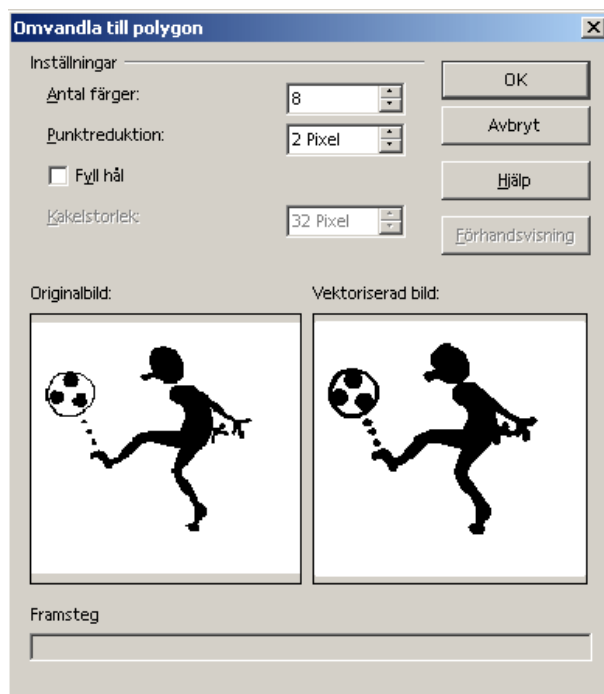 Omvandla till polygon
Inställningar
Antal färger:
8
Punktreduktion:
2 Pixel
Fyll hål
Kakelstorlek:
32 Pixel
OK
Avbryt
Hjälp
Förhandsvisning
Originalbild:
Vektoriserad bild:
Framsteg